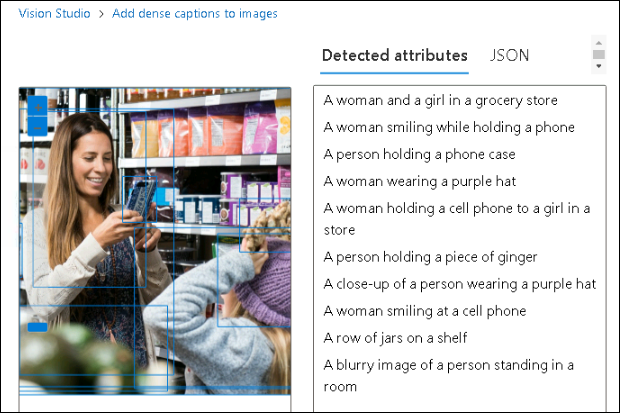 Vision Studio > Add dense captions to images
Detected attributes JSON
A woman and a girl in a grocery store
A woman smiling while holding a phone
A person holding a phone case
A woman wearing a purple hat
A woman holding a cell phone to a girl in a
store
A person holding a piece of ginger
A close-up of a person wearing a purple hat
A woman smiling at a cell phone
A row of jars on a shelf
A blurry image of a person standing in a
room